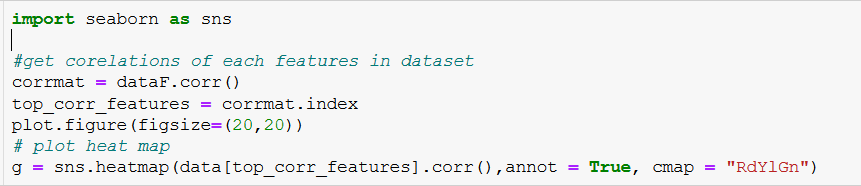 import seaborn as sns
#get corelations of each features in dataset
corrmat = dataF.corr()
top_corr_features = corrmat.index
plot.figure(figsize=(20,20))
# plot heat map
g = sns.heatmap(data[top_corr_features].corr(),annot = True, cmap = "RdYlGn")